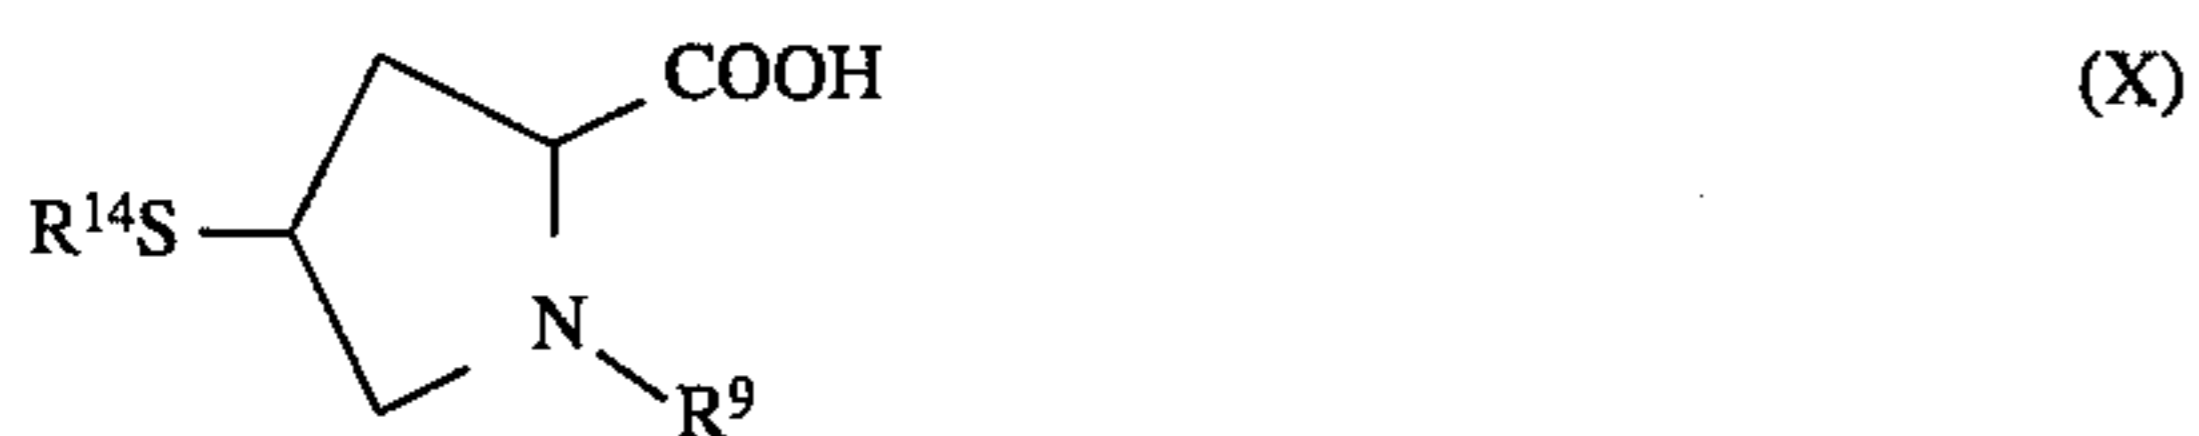 COOH (X)
R¹⁴S
N
R⁹